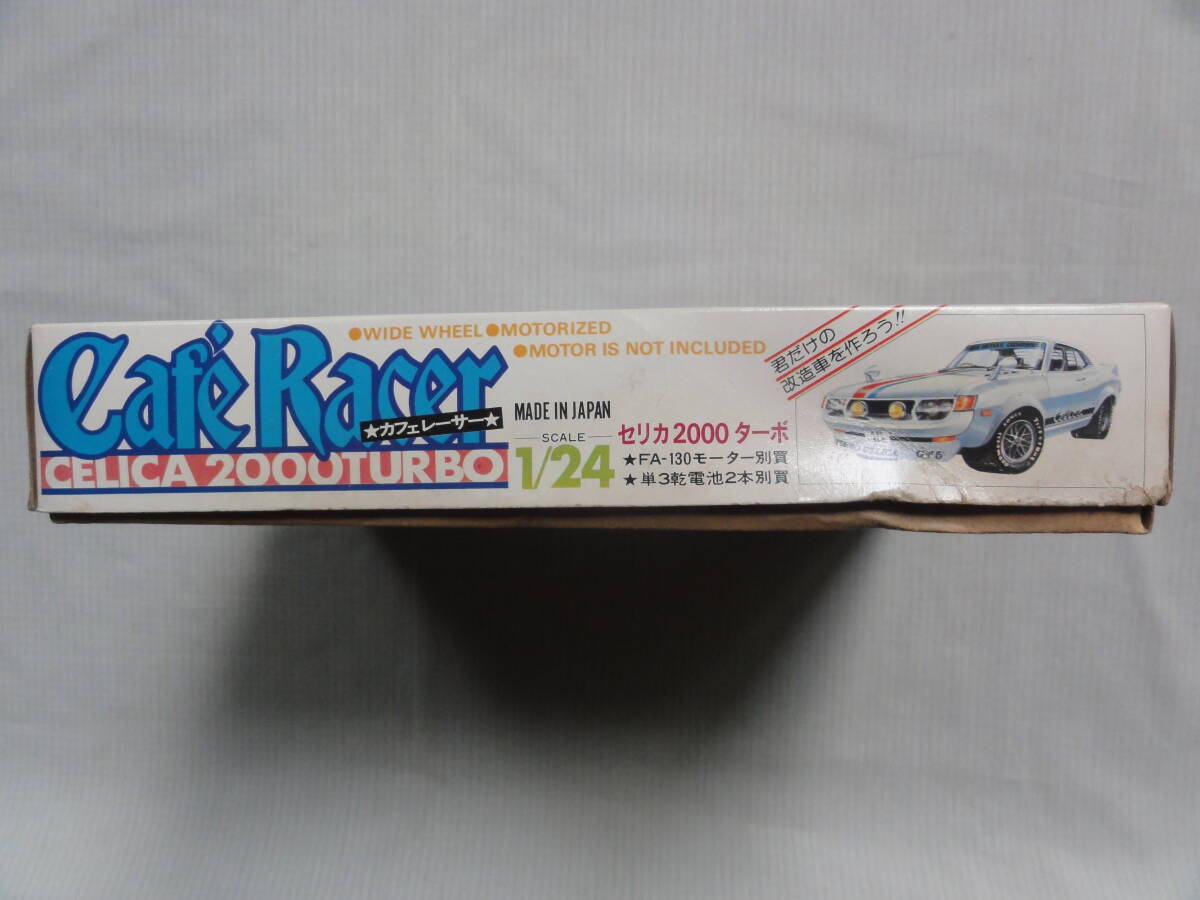 Café Racer
★カフェレーサー★
CELICA 2000TURBO
●WIDE WHEEL●MOTORIZED
●MOTOR IS NOT INCLUDED
MADE IN JAPAN
SCALE
1/24
セリカ2000ターボ
★FA-130モーター別買
★単3乾電池2本別買
君だけの
改造車を作ろう!!
Celica